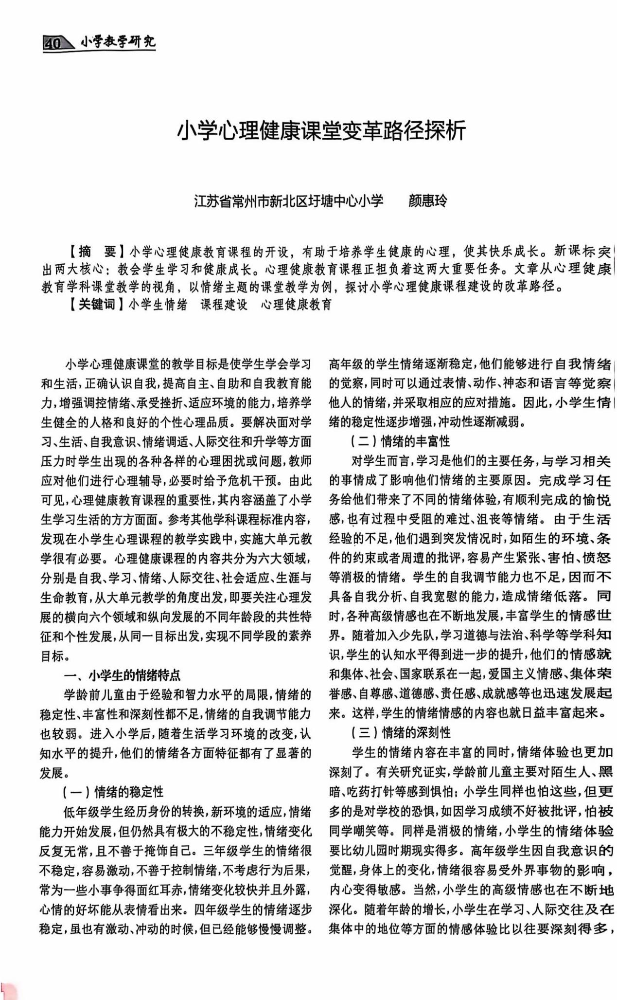 40 小学教学研究
小学心理健康课堂变革路径探析
江苏省常州市新北区圩塘中心小学 颜惠玲
【摘 要】小学心理健康教育课程的开设，有助于培养学生健康的心理，使其快乐成长。新课标突
出两大核心：教会学生学习和健康成长。心理健康教育课程正担负着这两大重要任务。文章从心理健康
教育学科课堂教学的视角，以情绪主题的课堂教学为例，探讨小学心理健康课程建设的改革路径。
【关键词】小学生情绪 课程建设 心理健康教育
小学心理健康课堂的教学目标是使学生学会学习
和生活，正确认识自我，提高自主、自助和自我教育能
力，增强调控情绪、承受挫折、适应环境的能力，培养学
生健全的人格和良好的个性心理品质。要解决面对学
习、生活、自我意识、情绪调适、人际交往和升学等方面
压力时学生出现的各种各样的心理困扰或问题，教师
应对他们进行心理辅导，必要时给予危机干预。由此
可见，心理健康教育课程的重要性，其内容涵盖了小学
生学习生活的方方面面。参考其他学科课程标准内容，
发现在小学生心理课程的教学实践中，实施大单元教
学很有必要。心理健康课程的内容共分为六大领域，
分别是自我、学习、情绪、人际交往、社会适应、生涯与
生命教育，从大单元教学的角度出发，即要关注心理发
展的横向六个领域和纵向发展的不同年龄段的共性特
征和个性发展，从同一目标出发，实现不同学段的素养
目标。
一、小学生的情绪特点
学龄前儿童由于经验和智力水平的局限，情绪的
稳定性、丰富性和深刻性都不足，情绪的自我调节能力
也较弱。进入小学后，随着生活学习环境的改变，认
知水平的提升，他们的情绪各方面特征都有了显著的
发展。
（一）情绪的稳定性
低年级学生经历身份的转换，新环境的适应，情绪
能力开始发展，但仍然具有极大的不稳定性，情绪变化
反复无常，且不善于掩饰自己。三年级学生的情绪很
不稳定，容易激动，不善于控制情绪，不考虑行为后果，
常为一些小事争得面红耳赤，情绪变化较快并且外露，
心情的好坏能从表情看出来。四年级学生的情绪逐步
稳定，虽也有激动、冲动的时候，但已经能够慢慢调整。
高年级的学生情绪逐渐稳定，他们能够进行自我情绪
的觉察，同时可以通过表情、动作、神态和语言等觉察
他人的情绪，并采取相应的应对措施。因此，小学生情
绪的稳定性逐步增强，冲动性逐渐减弱。
（二）情绪的丰富性
对学生而言，学习是他们的主要任务，与学习相关
的事情成了影响他们情绪的主要原因。完成学习任
务给他们带来了不同的情绪体验，有顺利完成的愉悦
感，也有过程中受阻的难过、沮丧等情绪。由于生活
经验的不足，他们遇到突发情况时，如陌生的环境、条
件的约束或者周遭的批评，容易产生紧张、害怕、愤怒
等消极的情绪。学生的自我调节能力也不足，因而不
具备自我分析、自我宽慰的能力，造成情绪低落。同
时，各种高级情感也在不断地发展，丰富学生的情感世
界。随着加入少先队，学习道德与法治、科学等学科知
识，学生的认知水平得到进一步的提升，他们的情感就
和集体、社会、国家联系在一起，爱国主义情感、集体荣
誉感、自尊感、道德感、责任感、成就感等也迅速发展起
来。这样，学生的情绪情感的内容也就日益丰富起来。
（三）情绪的深刻性
学生的情绪内容在丰富的同时，情绪体验也更加
深刻了。有关研究证实，学龄前儿童主要对陌生人、黑
暗、吃药打针等感到惧怕；小学生同样也怕这些，但更
多的是对学校的恐惧，如因学习成绩不好被批评，怕被
同学嘲笑等。同样是消极的情绪，小学生的情绪体验
要比幼儿园时期现实得多。高年级学生因自我意识的
觉醒，身体上的变化，情绪很容易受外界事物的影响，
内心变得敏感。当然，小学生的高级情感也在不断地
深化。随着年龄的增长，小学生在学习、人际交往及在
集体中的地位等方面的情感体验比以往要深刻得多，